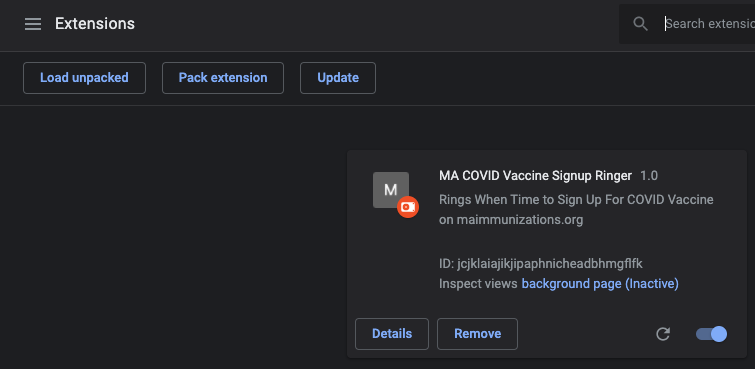 Extensions
Search extensio
Load unpacked
Pack extension
Update
M
MA COVID Vaccine Signup Ringer 1.0
Rings When Time to Sign Up For COVID Vaccine
on maimmunizations.org
ID: jcjklaiajikjipaphnicheadbhmgflfk
Inspect views background page (Inactive)
Details
Remove